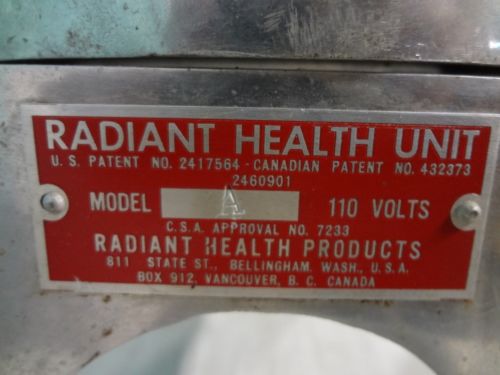 RADIANT HEALTH UNIT
U. S. PATENT NO. 2417564 - CANADIAN PATENT NO. 432373
2460901
MODEL A 110 VOLTS
C.S.A. APPROVAL NO. 7233
RADIANT HEALTH PRODUCTS
811 STATE ST., BELLINGHAM. WASH., U.S.A.
BOX 912, VANCOUVER, B. C. CANADA